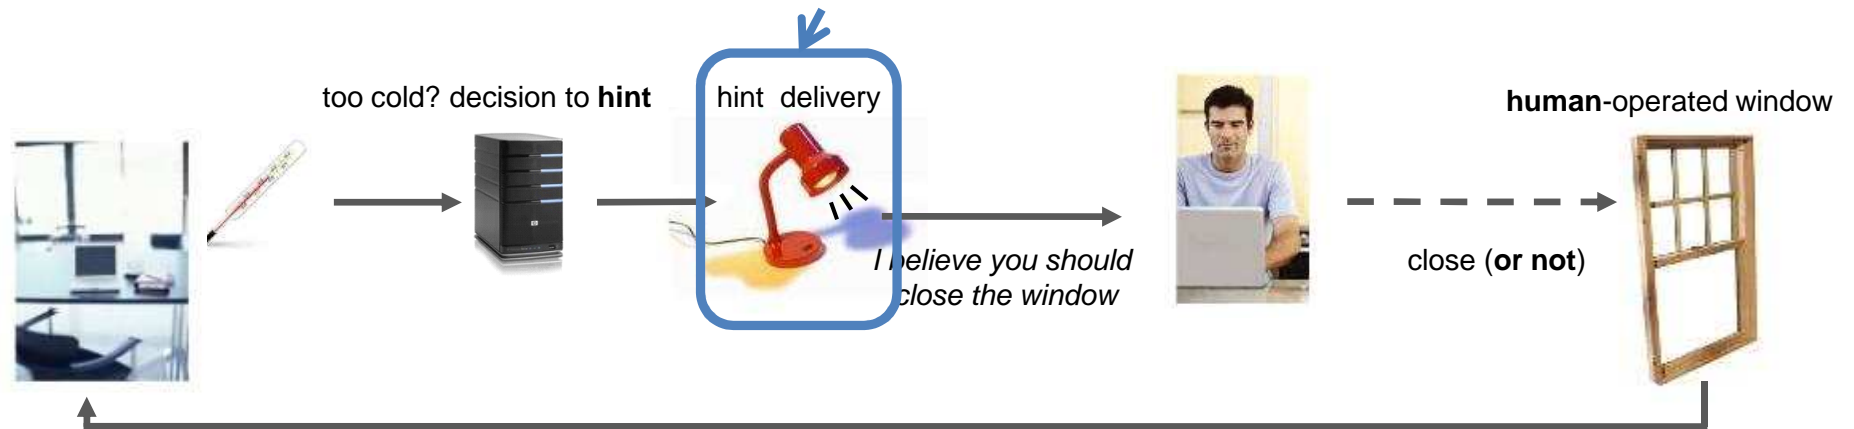 too cold? decision to hint
hint delivery
I believe you should
close the window
close (or not)
human-operated window